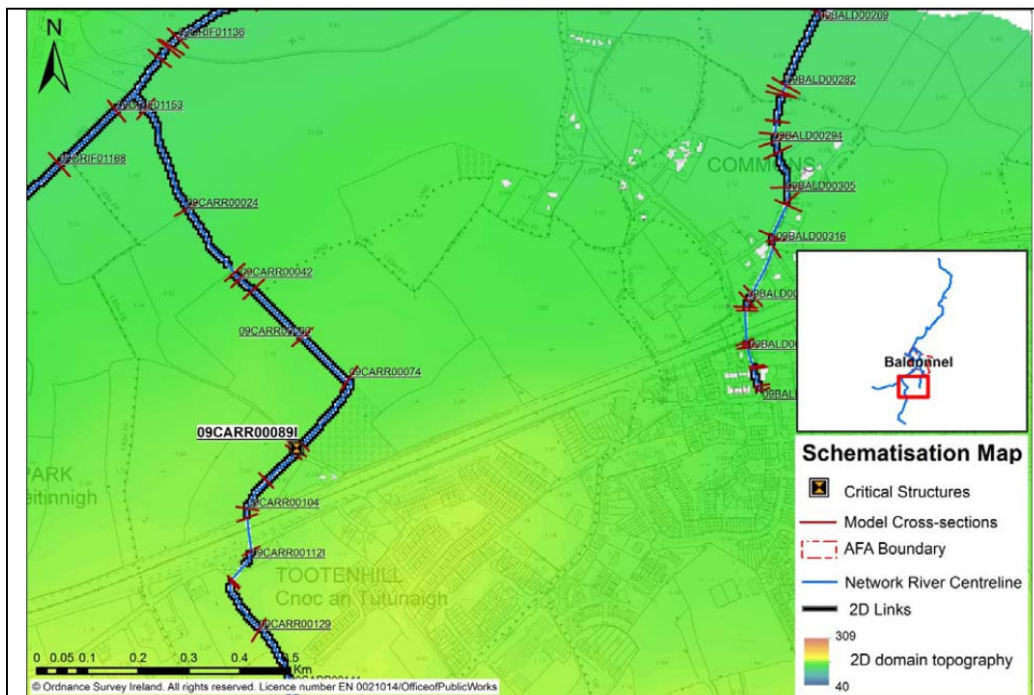 09BALD00269
N
09GRIF01136
09BALD00282
09GRIF01153
09BALD00294
09GRIF01168
COMMONS
09BALD00305
09CARR00024
09BALD00316
09CARR00042
Baldonnel
09CARR00074
09CARR00089I
Schematisation Map
PARK
Critical Structures
09CARR00104
Model Cross-sections
AFA Boundary
09CARR00112I
TOOTENHILL
Cnoc an Tútúnaigh
Network River Centreline
09CARR00129
2D Links
309
2D domain topography
40
0 0.05 0.1 0.2 0.3 0.4 0.5
Km
© Ordnance Survey Ireland. All rights reserved. Licence number EN 0021014/OfficeofPublicWorks